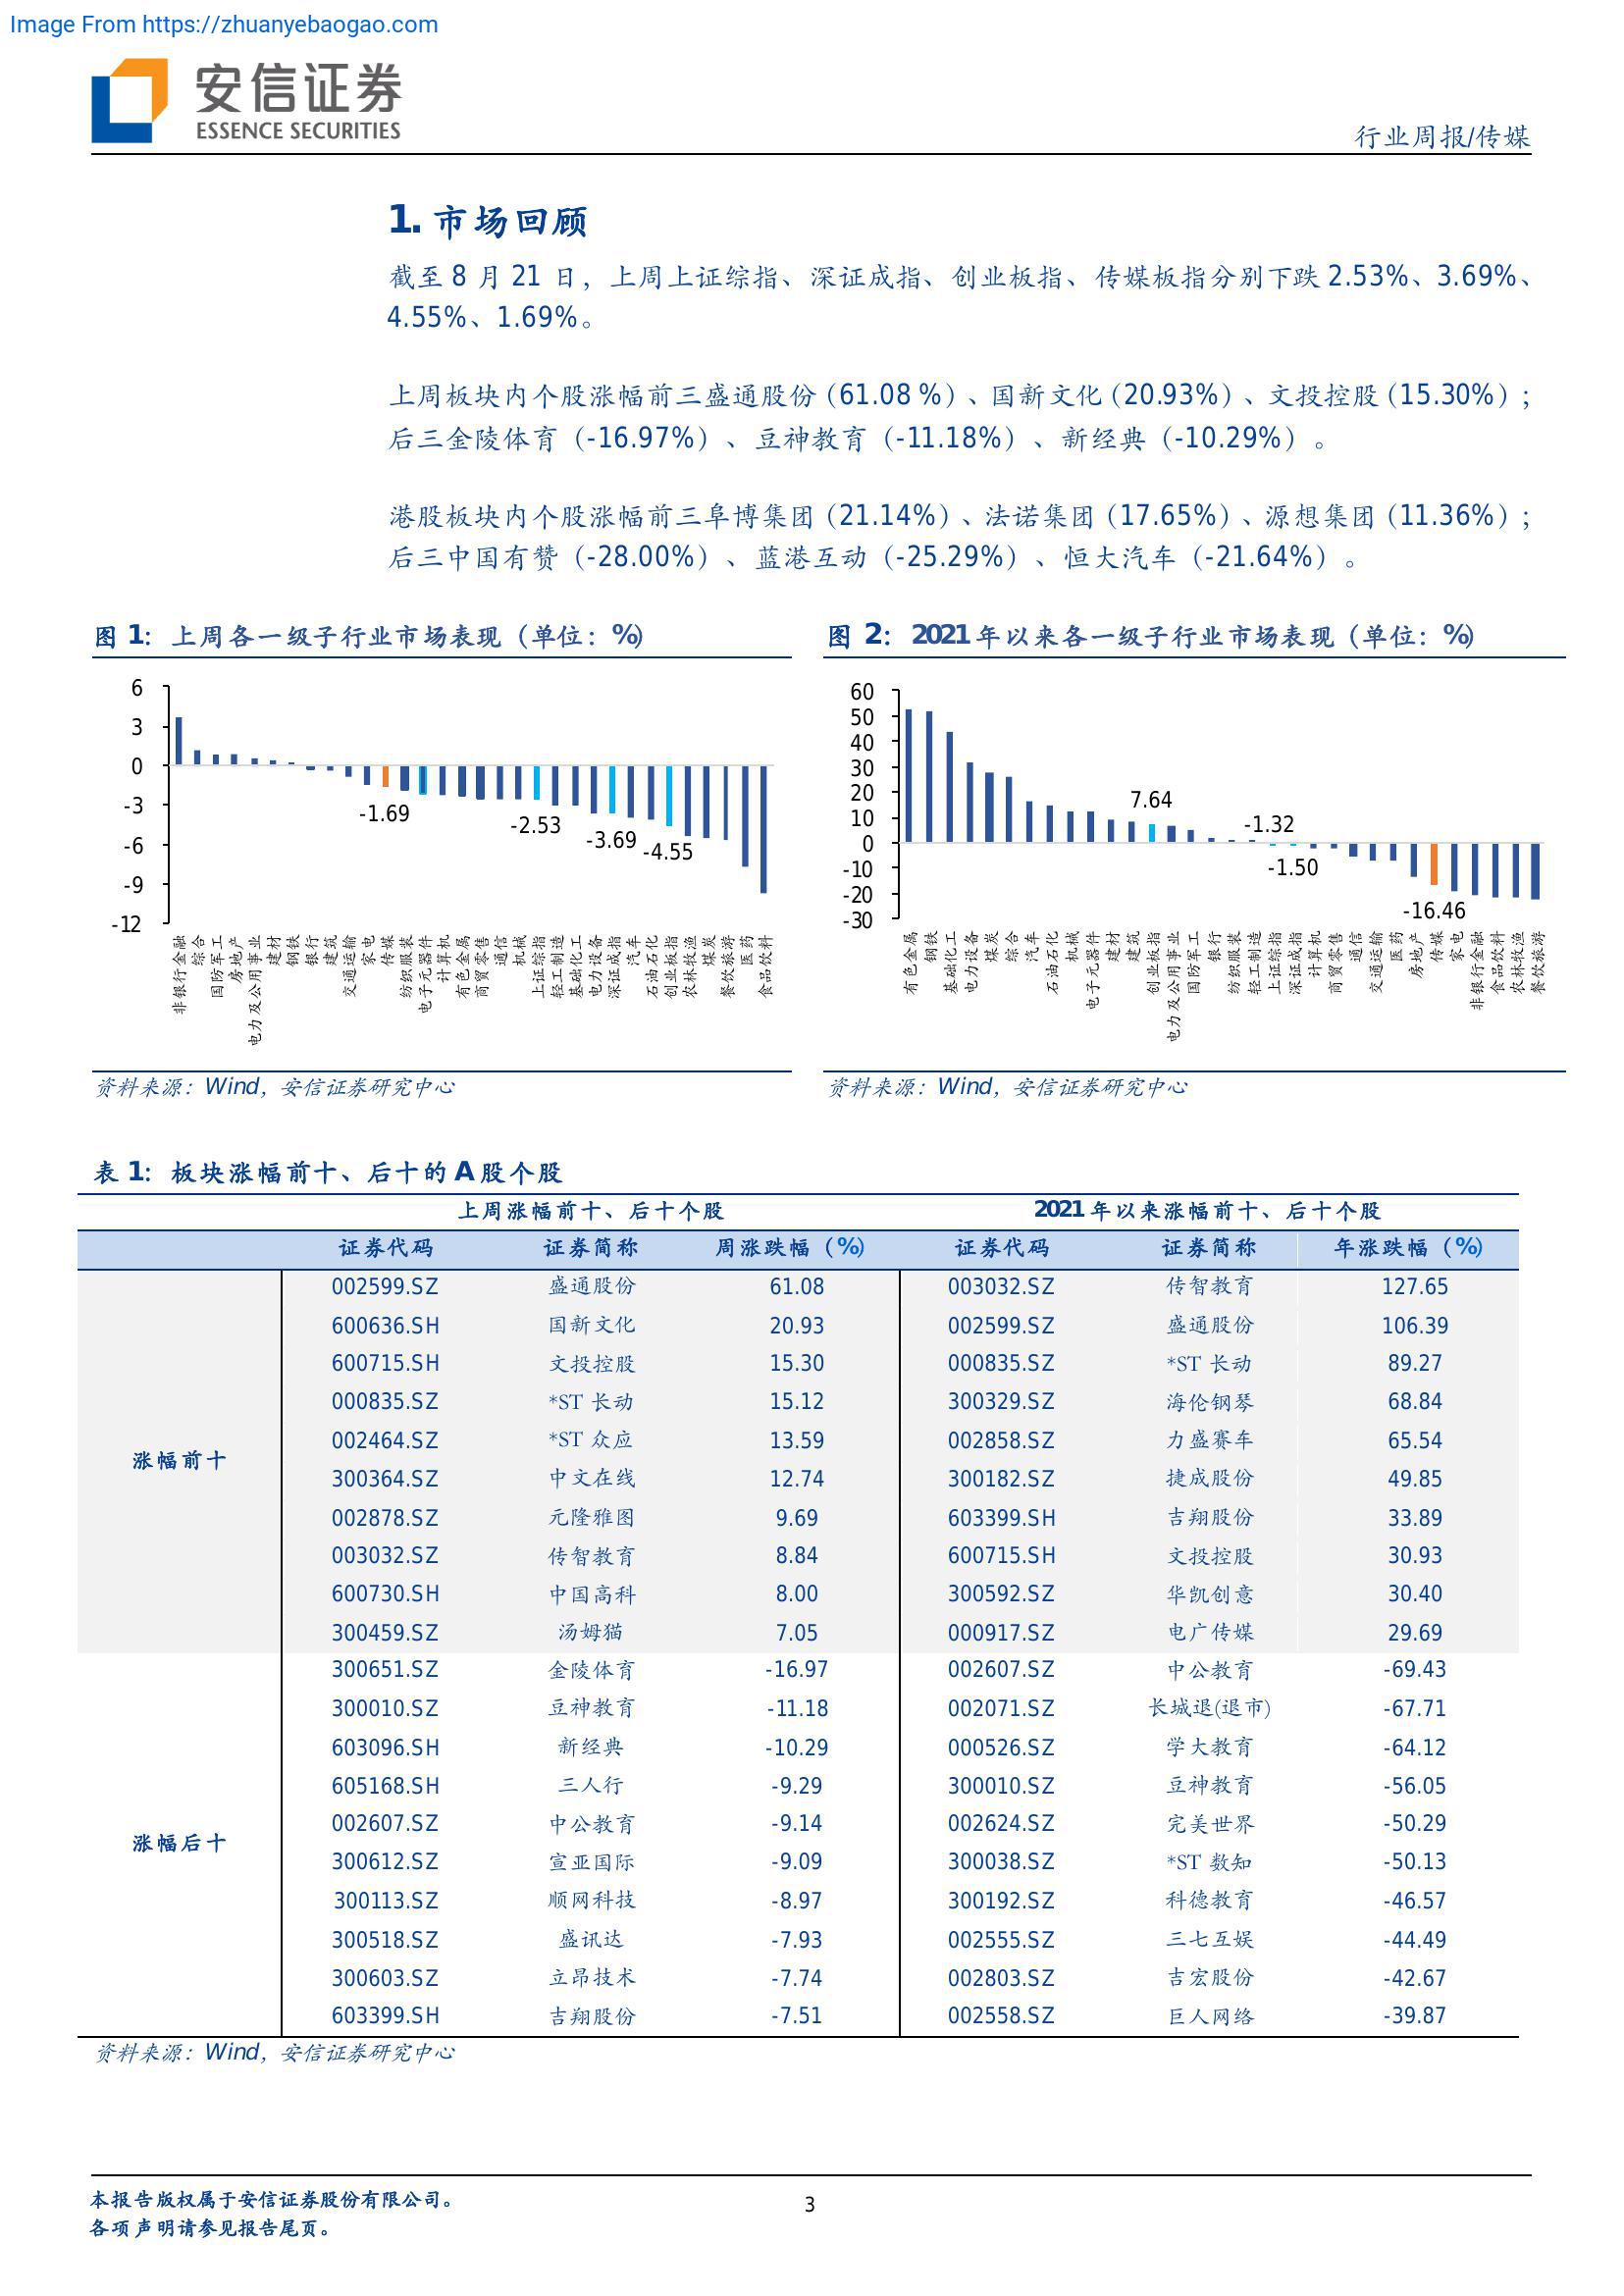 Image From https://zhuanyebaogao.com
安信证券
ESSENCE SECURITIES
行业周报/传媒
1. 市场回顾
截至 8 月 21 日，上周上证综指、深证成指、创业板指、传媒板指分别下跌 2.53%、3.69%、
4.55%、1.69%。
上周板块内个股涨幅前三盛通股份（61.08 %）、国新文化（20.93%）、文投控股（15.30%）；
后三金陵体育（-16.97%）、豆神教育（-11.18%）、新经典（-10.29%）。
港股板块内个股涨幅前三阜博集团（21.14%）、法诺集团（17.65%）、源想集团（11.36%）；
后三中国有赞（-28.00%）、蓝港互动（-25.29%）、恒大汽车（-21.64%）。
图 1：上周各一级子行业市场表现（单位：%）
6
3
0
-3
-6
-9
-12
-1.69
-2.53
-3.69
-4.55
非银行金融
综合
国防军工
房地产
电力及公用事业
建材
钢铁
银行
建筑
交通运输
家电
传媒
纺织服装
电子元器件
计算机
有色金属
商贸零售
通信
机械
上证综指
轻工制造
基础化工
电力设备
深证成指
汽车
石油石化
创业板指
农林牧渔
煤炭
餐饮旅游
医药
食品饮料
资料来源：Wind，安信证券研究中心
图 2：2021 年以来各一级子行业市场表现（单位：%）
60
50
40
30
20
10
0
-10
-20
-30
7.64
-1.32
-1.50
-16.46
有色金属
钢铁
基础化工
电力设备
煤炭
综合
汽车
石油石化
机械
电子元器件
建材
建筑
创业板指
电力及公用事业
国防军工
银行
纺织服装
轻工制造
上证综指
深证成指
计算机
商贸零售
通信
交通运输
医药
房地产
传媒
家电
非银行金融
食品饮料
农林牧渔
餐饮旅游
资料来源：Wind，安信证券研究中心
表 1：板块涨幅前十、后十的 A 股个股
上周涨幅前十、后十个股 2021 年以来涨幅前十、后十个股
证券代码 证券简称 周涨跌幅（%） 证券代码 证券简称 年涨跌幅（%）
002599.SZ 盛通股份 61.08 003032.SZ 传智教育 127.65
600636.SH 国新文化 20.93 002599.SZ 盛通股份 106.39
600715.SH 文投控股 15.30 000835.SZ *ST 长动 89.27
000835.SZ *ST 长动 15.12 300329.SZ 海伦钢琴 68.84
002464.SZ *ST 众应 13.59 002858.SZ 力盛赛车 65.54
涨幅前十
300364.SZ 中文在线 12.74 300182.SZ 捷成股份 49.85
002878.SZ 元隆雅图 9.69 603399.SH 吉翔股份 33.89
003032.SZ 传智教育 8.84 600715.SH 文投控股 30.93
600730.SH 中国高科 8.00 300592.SZ 华凯创意 30.40
300459.SZ 汤姆猫 7.05 000917.SZ 电广传媒 29.69
300651.SZ 金陵体育 -16.97 002607.SZ 中公教育 -69.43
300010.SZ 豆神教育 -11.18 002071.SZ 长城退(退市) -67.71
603096.SH 新经典 -10.29 000526.SZ 学大教育 -64.12
605168.SH 三人行 -9.29 300010.SZ 豆神教育 -56.05
002607.SZ 中公教育 -9.14 002624.SZ 完美世界 -50.29
涨幅后十
300612.SZ 宣亚国际 -9.09 300038.SZ *ST 数知 -50.13
300113.SZ 顺网科技 -8.97 300192.SZ 科德教育 -46.57
300518.SZ 盛讯达 -7.93 002555.SZ 三七互娱 -44.49
300603.SZ 立昂技术 -7.74 002803.SZ 吉宏股份 -42.67
603399.SH 吉翔股份 -7.51 002558.SZ 巨人网络 -39.87
资料来源：Wind，安信证券研究中心
本报告版权属于安信证券股份有限公司。
各项声明请参见报告尾页。
3